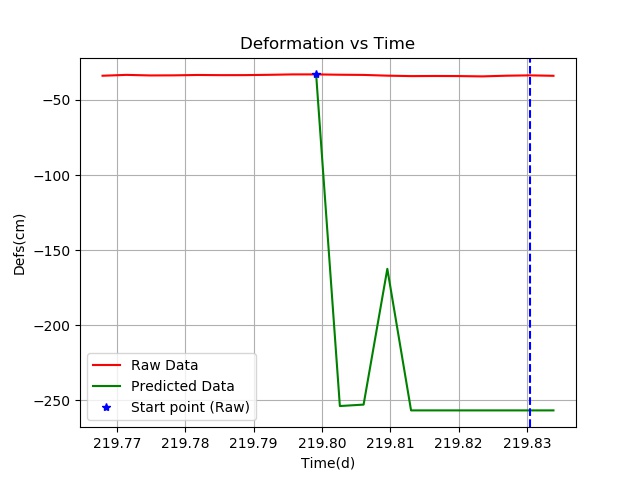 Deformation vs Time
Defs(cm)
−50
−100
−150
−200
−250
Raw Data
Predicted Data
Start point (Raw)
219.77 219.78 219.79 219.80 219.81 219.82 219.83
Time(d)